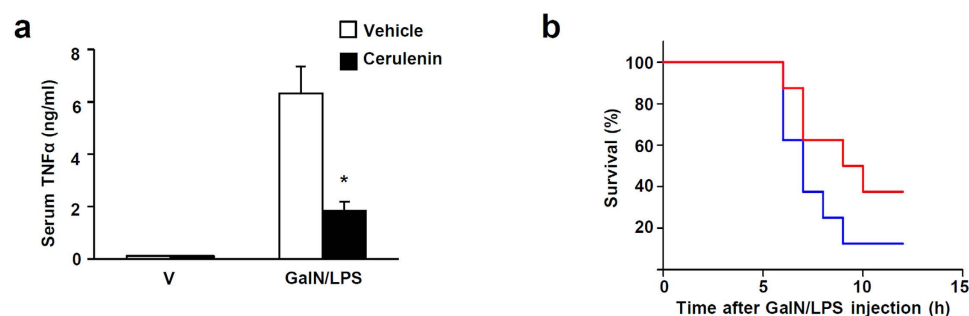 a
Vehicle
Cerulenin
Serum TNFα (ng/ml)
8
6
4
2
0
V
GalN/LPS
*
b
Survival (%)
100
80
60
40
20
0
5
10
15
Time after GalN/LPS injection (h)